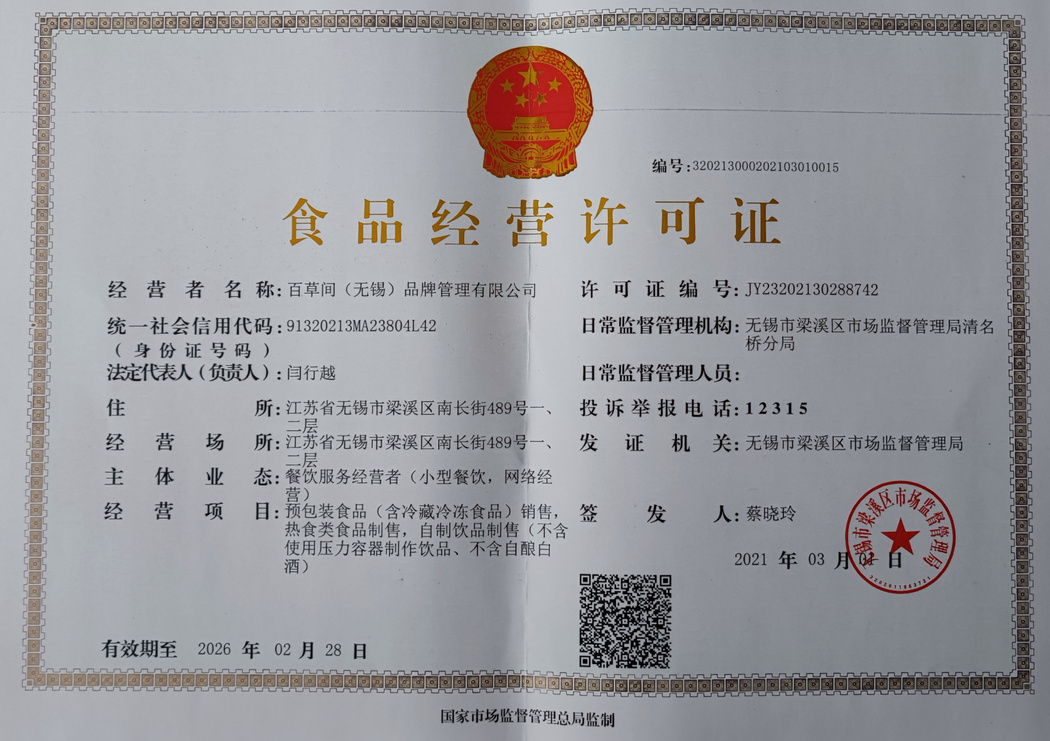 编号:320213000202103010015
食品经营许可证
经营者名称:百草间（无锡）品牌管理有限公司
统一社会信用代码:91320213MA23804L42
（身份证号码）
法定代表人（负责人）:闫行越
住所:江苏省无锡市梁溪区南长街489号一、
二层
经营场所:江苏省无锡市梁溪区南长街489号一、
二层
主体业态:餐饮服务经营者（小型餐饮，网络经
营）
经营项目:预包装食品（含冷藏冷冻食品）销售，
热食类食品制售，自制饮品制售（不含
使用压力容器制作饮品、不含自酿白
酒）
有效期至 2026 年 02 月 28 日
许可证编号:JY23202130288742
日常监督管理机构:无锡市梁溪区市场监督管理局清名
桥分局
日常监督管理人员:
投诉举报电话:12315
发证机关:无锡市梁溪区市场监督管理局
签发人:蔡晓玲
2021 年 03 月 01 日
无锡市梁溪区市场监督管理局
国家市场监督管理总局监制